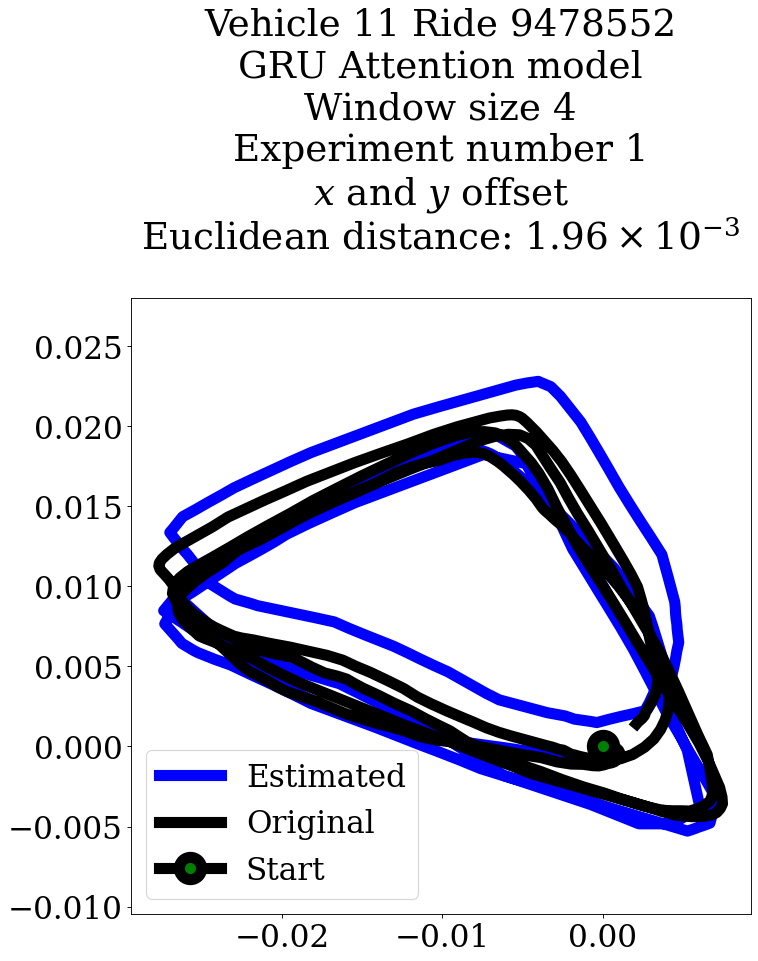 Vehicle 11 Ride 9478552
GRU Attention model
Window size 4
Experiment number 1
x and y offset
Euclidean distance: 1.96 × 10⁻³
0.025
0.020
0.015
0.010
0.005
0.000
−0.005
−0.010
Estimated
Original
Start
−0.02 −0.01 0.00